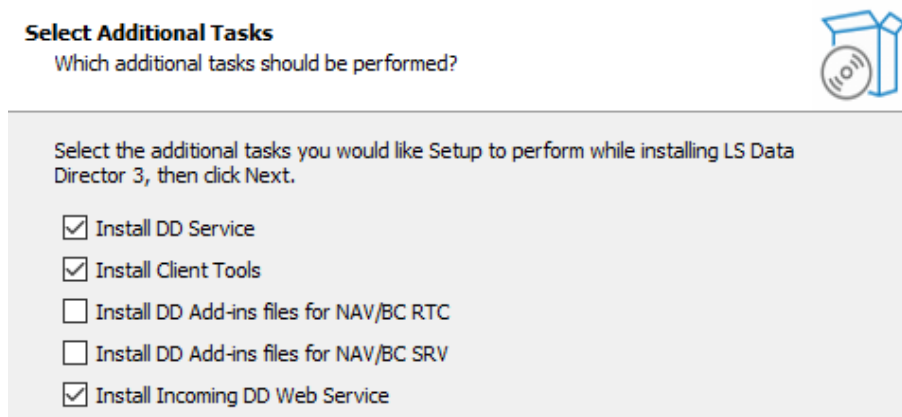 Select Additional Tasks
Which additional tasks should be performed?
Select the additional tasks you would like Setup to perform while installing LS Data
Director 3, then click Next.
Install DD Service
Install Client Tools
Install DD Add-ins files for NAV/BC RTC
Install DD Add-ins files for NAV/BC SRV
Install Incoming DD Web Service